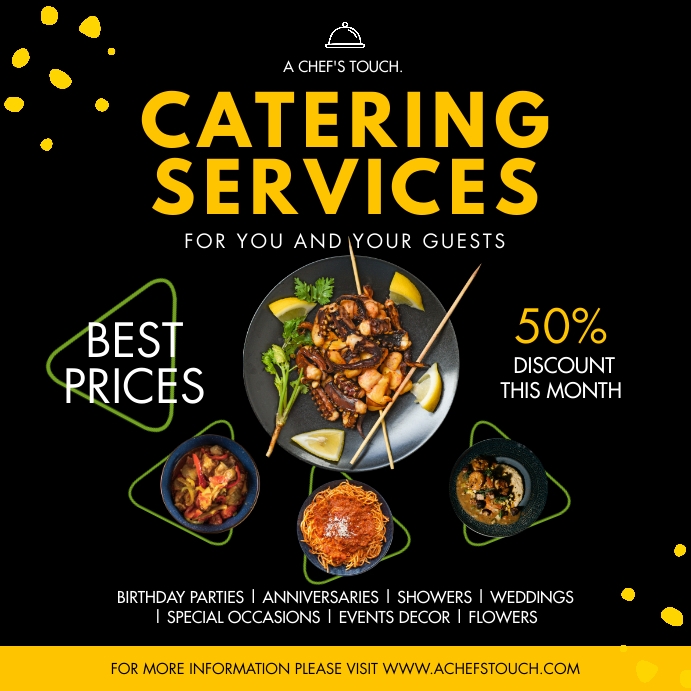 A CHEF'S TOUCH.
CATERING
SERVICES
FOR YOU AND YOUR GUESTS
BEST
PRICES
50%
DISCOUNT
THIS MONTH
BIRTHDAY PARTIES | ANNIVERSARIES | SHOWERS | WEDDINGS
| SPECIAL OCCASIONS | EVENTS DECOR | FLOWERS
FOR MORE INFORMATION PLEASE VISIT WWW.ACHEFSTOUCH.COM